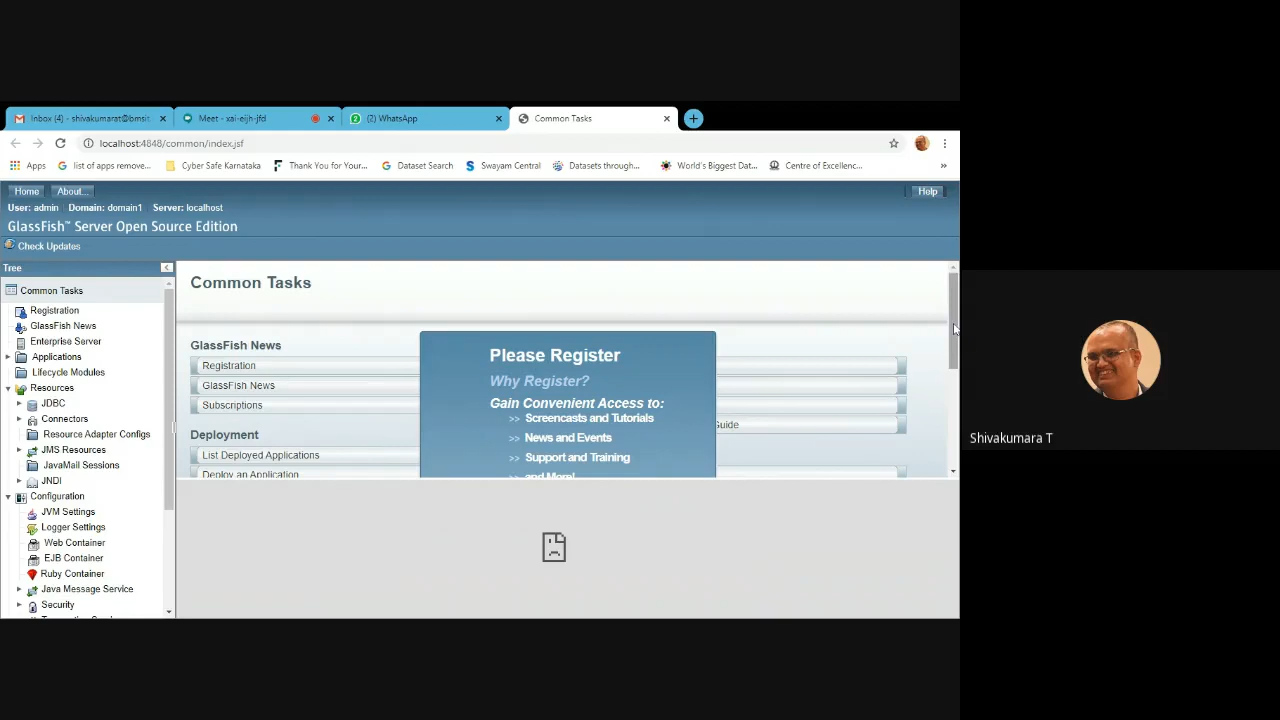 Inbox (4) - shivakumarat@bmsit.
Meet - xai-eijh-jfd
(2) WhatsApp
Common Tasks
localhost:4848/common/index.jsf
Apps
list of apps remove...
Cyber Safe Karnataka
Thank You for Your...
Dataset Search
Swayam Central
Datasets through...
World's Biggest Dat...
Centre of Excellenc...
»
Home
About...
Help
User: admin Domain: domain1 Server: localhost
GlassFish™ Server Open Source Edition
Check Updates
Tree
Common Tasks
Registration
GlassFish News
Enterprise Server
Applications
Lifecycle Modules
Resources
JDBC
Connectors
Resource Adapter Configs
JMS Resources
JavaMail Sessions
JNDI
Configuration
JVM Settings
Logger Settings
Web Container
EJB Container
Ruby Container
Java Message Service
Security
Common Tasks
GlassFish News
Registration
GlassFish News
Subscriptions
Deployment
List Deployed Applications
Deploy an Application
Please Register
Why Register?
Gain Convenient Access to:
>> Screencasts and Tutorials
>> News and Events
>> Support and Training
>> and More!
Guide
Shivakumara T